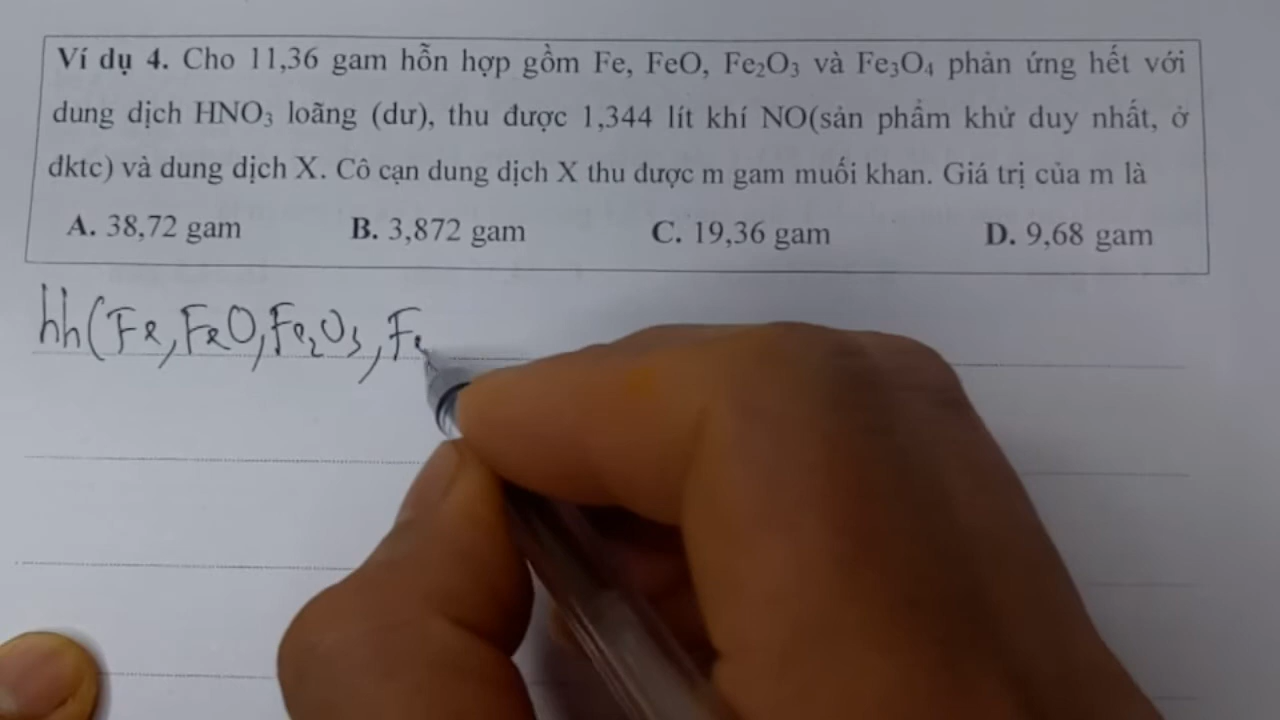 Ví dụ 4. Cho 11,36 gam hỗn hợp gồm Fe, FeO, Fe₂O₃ và Fe₃O₄ phản ứng hết với
dung dịch HNO₃ loãng (dư), thu được 1,344 lít khí NO(sản phẩm khử duy nhất, ở
đktc) và dung dịch X. Cô cạn dung dịch X thu được m gam muối khan. Giá trị của m là
A. 38,72 gam B. 3,872 gam C. 19,36 gam D. 9,68 gam
hh(Fe, FeO, Fe₂O₃, Fe